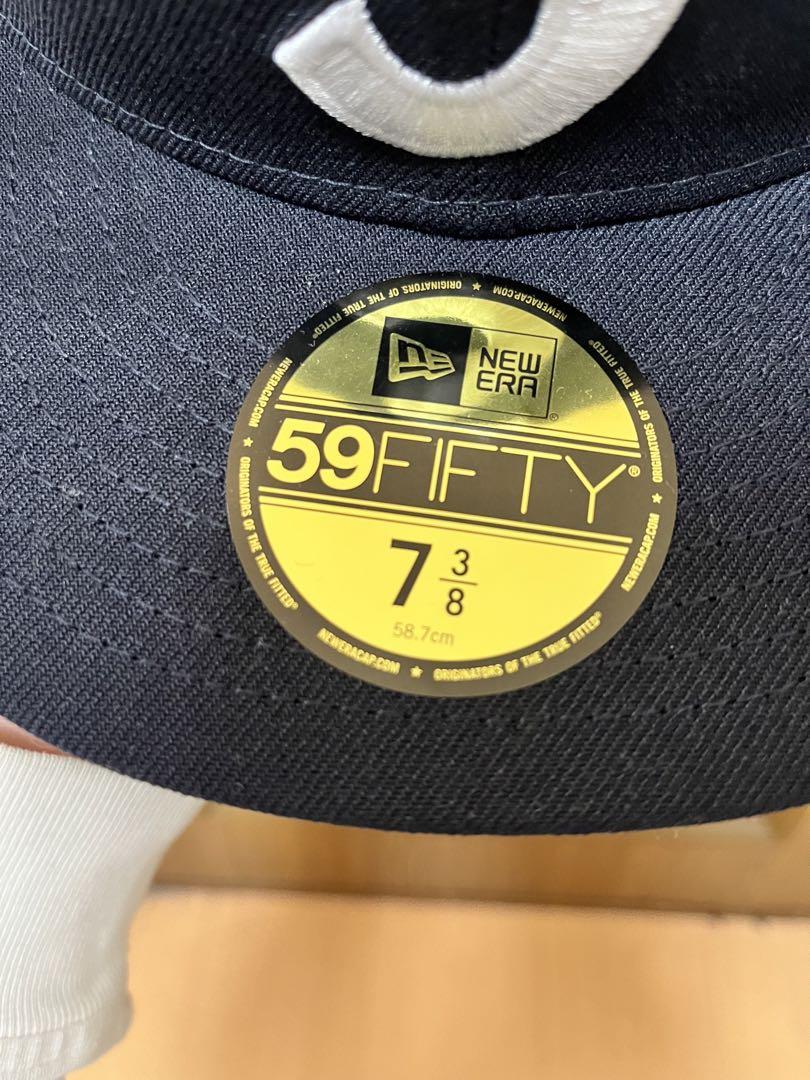 NEW ERA®
59FIFTY®
7 3/8
58.7cm
NEWERACAP.COM ★ ORIGINATORS OF THE TRUE FITTED® ★ NEWERACAP.COM ★ ORIGINATORS OF THE TRUE FITTED® ★ NEWERACAP.COM
ORIGINATORS OF THE TRUE FITTED® ★ NEWERACAP.COM ★ ORIGINATORS OF THE TRUE FITTED®